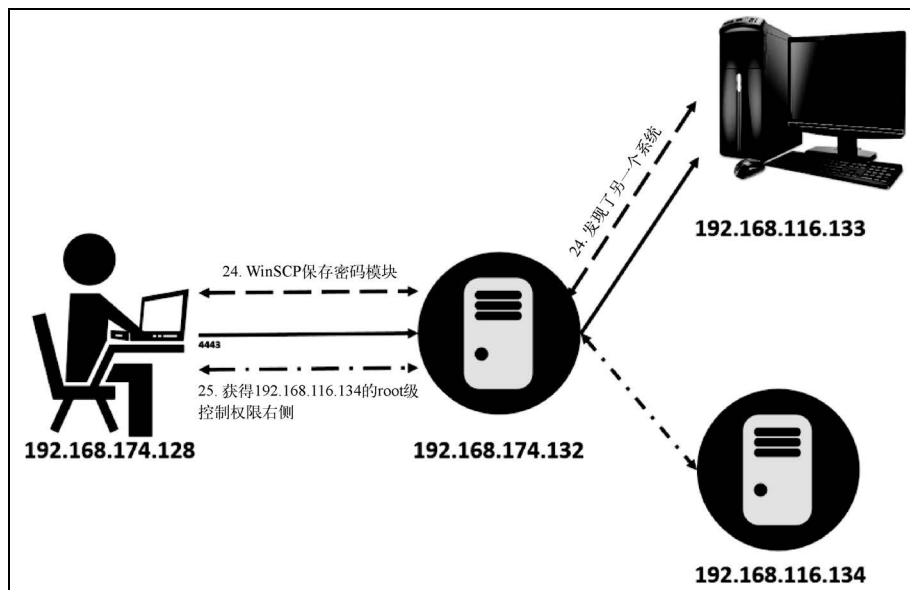 24. 发现了另一个系统
192.168.116.133
24. WinSCP保存密码模块
4443
25. 获得192.168.116.134的root级
控制权限右侧
192.168.174.128
192.168.174.132
192.168.116.134